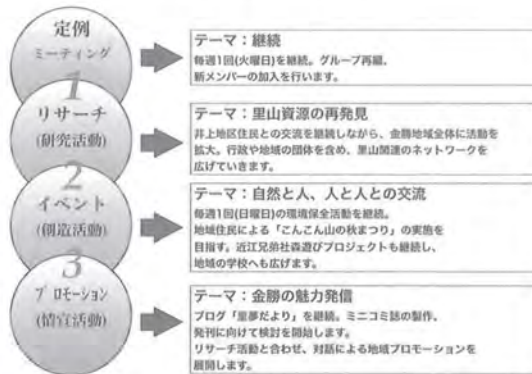 定例
ミーティング
テーマ：継続
毎週1回(火曜日)を継続。グループ再編、
新メンバーの加入を行います。
1
リサーチ
(研究活動)
テーマ：里山資源の再発見
井上地区住民との交流を継続しながら、金勝地域全体に活動を
拡大。行政や地域の団体を含め、里山関連のネットワークを
広げていきます。
2
イベント
(創造活動)
テーマ：自然と人、人と人との交流
毎週1回(日曜日)の環境保全活動を継続。
地域住民による「こんこん山の秋まつり」の実施を
目指す。近江兄弟社森遊びプロジェクトも継続し、
地域の学校へも広げます。
3
プロモーション
(情宣活動)
テーマ：金勝の魅力発信
ブログ「里夢だより」を継続。ミニコミ誌の製作、
発刊に向けて検討を開始します。
リサーチ活動と合わせ、対話による地域プロモーションを
展開します。